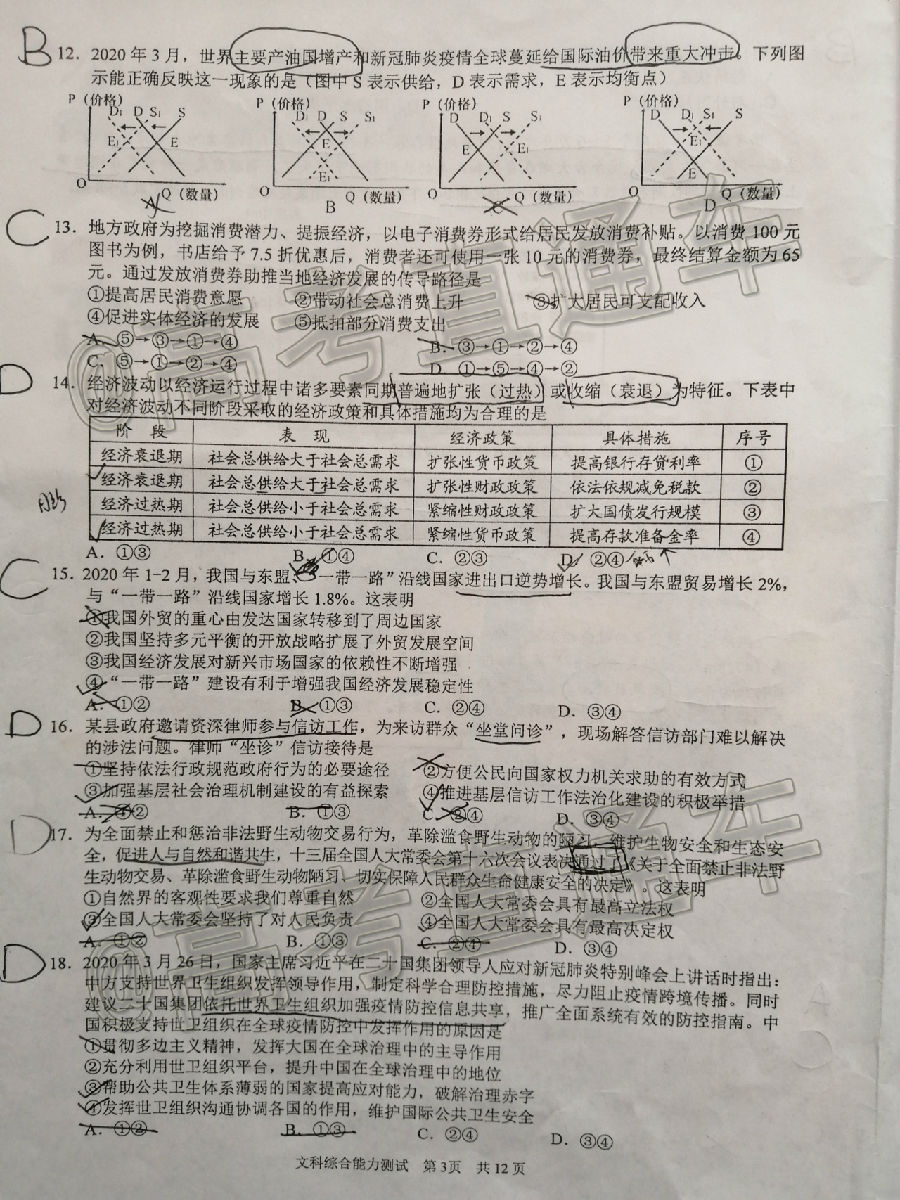 B 12. 2020年3月，世界主要产油国增产和新冠肺炎疫情全球蔓延给国际油价带来重大冲击。下列图
示能正确反映这一现象的是（图中S表示供给，D表示需求，E表示均衡点）
P（价格） P（价格） P（价格） P（价格）
D₁ D S₁ S D₁ D S S₁ D D₁ S₁ S D D₁ S₁ S
E₁ E E E₁ E E₁ E E₁
O Q（数量） O Q（数量） O Q（数量） O Q（数量）
A B C D
C 13. 地方政府为挖掘消费潜力、提振经济，以电子消费券形式给居民发放消费补贴。以消费100元
图书为例，书店给予7.5折优惠后，消费者还可使用一张10元的消费券，最终结算金额为65
元。通过发放消费券助推当地经济发展的传导路径是
①提高居民消费意愿 ②带动社会总消费上升 ③扩大居民可支配收入
④促进实体经济的发展 ⑤抵扣部分消费支出
A. ⑤→③→①→④ B. ③→①→②→④
C. ⑤→①→②→④ D. ①→⑤→②→④
D 14. 经济波动以经济运行过程中诸多要素同期普遍地扩张（过热）或收缩（衰退）为特征。下表中
对经济波动不同阶段采取的经济政策和具体措施均为合理的是
阶 段 表 现 经济政策 具体措施 序号
经济衰退期 社会总供给大于社会总需求 扩张性货币政策 提高银行存贷利率 ①
经济衰退期 社会总供给大于社会总需求 扩张性财政政策 依法依规减免税款 ②
经济过热期 社会总供给小于社会总需求 紧缩性财政政策 扩大国债发行规模 ③
经济过热期 社会总供给小于社会总需求 紧缩性货币政策 提高存款准备金率 ④
A. ①③ B. ①④ C. ②③ D. ②④
C 15. 2020年1-2月，我国与东盟、“一带一路”沿线国家进出口逆势增长。我国与东盟贸易增长2%，
与“一带一路”沿线国家增长1.8%。这表明
①我国外贸的重心由发达国家转移到了周边国家
②我国坚持多元平衡的开放战略扩展了外贸发展空间
③我国经济发展对新兴市场国家的依赖性不断增强
④“一带一路”建设有利于增强我国经济发展稳定性
A. ①② B. ①③ C. ②④ D. ③④
D 16. 某县政府邀请资深律师参与信访工作，为来访群众“坐堂问诊”，现场解答信访部门难以解决
的涉法问题。律师“坐诊”信访接待是
①坚持依法行政规范政府行为的必要途径 ②方便公民向国家权力机关求助的有效方式
③加强基层社会治理机制建设的有益探索 ④推进基层信访工作法治化建设的积极举措
A. ①② B. ①③ C. ②④ D. ③④
D 17. 为全面禁止和惩治非法野生动物交易行为，革除滥食野生动物的陋习，维护生物安全和生态安
全，促进人与自然和谐共生，十三届全国人大常委会第十六次会议表决通过了《关于全面禁止非法野
生动物交易、革除滥食野生动物陋习、切实保障人民群众生命健康安全的决定》，这表明
①自然界的客观性要求我们尊重自然 ②全国人大常委会具有最高立法权
③全国人大常委会坚持了对人民负责 ④全国人大常委会具有最高决定权
A. ①② B. ①③ C. ②④ D. ③④
D 18. 2020年3月26日，国家主席习近平在二十国集团领导人应对新冠肺炎特别峰会上讲话时指出：
中方支持世界卫生组织发挥领导作用，制定科学合理防控措施，尽力阻止疫情跨境传播。同时
建议二十国集团依托世界卫生组织加强疫情防控信息共享，推广全面系统有效的防控指南。中
国积极支持世卫组织在全球疫情防控中发挥作用的原因是
①贯彻多边主义精神，发挥大国在全球治理中的主导作用
②充分利用世卫组织平台，提升中国在全球治理中的地位
③帮助公共卫生体系薄弱的国家提高应对能力，破解治理赤字
④发挥世卫组织沟通协调各国的作用，维护国际公共卫生安全
A. ①② B. ①③ C. ②④ D. ③④
文科综合能力测试 第3页 共12页
@高考直通车
@高考直通车